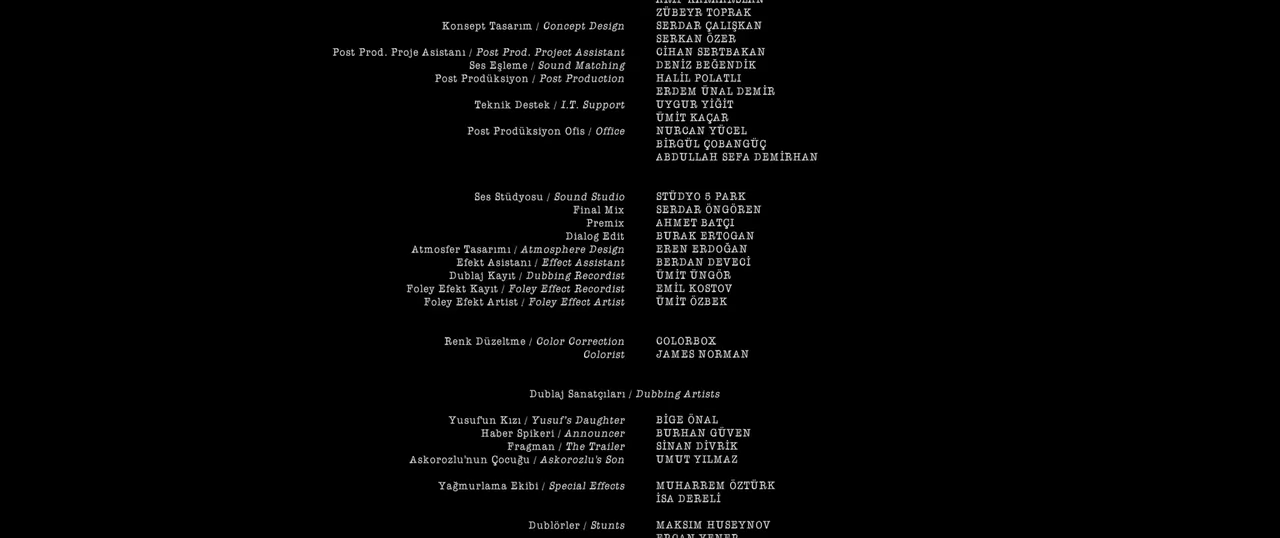 ZÜBEYR TOPRAK
Konsept Tasarım / Concept Design SERDAR ÇALIŞKAN
SERKAN ÖZER
Post Prod. Proje Asistanı / Post Prod. Project Assistant CİHAN SERTBAKAN
Ses Eşleme / Sound Matching DENİZ BEĞENDİK
Post Prodüksiyon / Post Production HALİL POLATLI
ERDEM ÜNAL DEMİR
Teknik Destek / I.T. Support UYGUR YİĞİT
ÜMİT KAÇAR
Post Prodüksiyon Ofis / Office NURCAN YÜCEL
BİRGÜL ÇOBANGÜÇ
ABDULLAH SEFA DEMİRHAN
Ses Stüdyosu / Sound Studio STÜDYO 5 PARK
Final Mix SERDAR ÖNGÖREN
Premix AHMET BATÇI
Dialog Edit BURAK ERTOGAN
Atmosfer Tasarımı / Atmosphere Design EREN ERDOĞAN
Efekt Asistanı / Effect Assistant BERDAN DEVECİ
Dublaj Kayıt / Dubbing Recordist ÜMİT ÜNGÖR
Foley Efekt Kayıt / Foley Effect Recordist EMİL KOSTOV
Foley Efekt Artist / Foley Effect Artist ÜMİT ÖZBEK
Renk Düzeltme / Color Correction COLORBOX
Colorist JAMES NORMAN
Dublaj Sanatçıları / Dubbing Artists
Yusuf'un Kızı / Yusuf's Daughter BİGE ÖNAL
Haber Spikeri / Announcer BURHAN GÜVEN
Fragman / The Trailer SİNAN DİVRİK
Askorozlu'nun Çocuğu / Askorozlu's Son UMUT YILMAZ
Yağmurlama Ekibi / Special Effects MUHARREM ÖZTÜRK
İSA DERELİ
Dublörler / Stunts MAKSIM HUSEYNOV